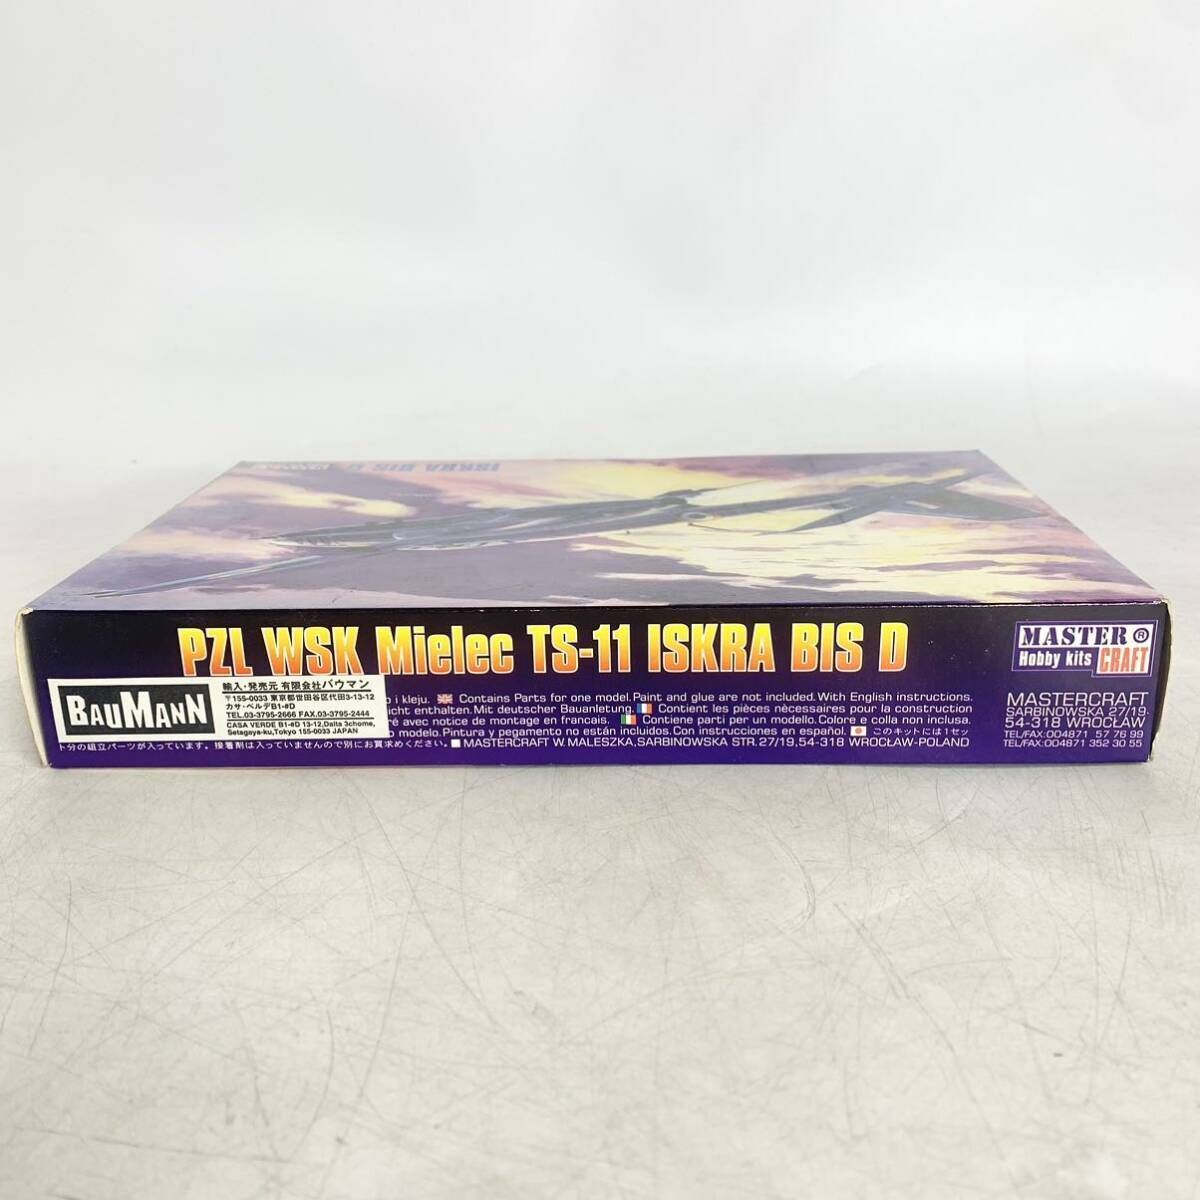 ISKRA BIS D
PZL WSK Mielec TS-11 ISKRA BIS D
MASTER ®
Hobby kits CRAFT
BAUMANN
輸入・発売元 有限会社バウマン
〒155-0033 東京都世田谷区代田3-13-12
カサ・ベルデB1-#D
TEL.03-3795-2666 FAX.03-3795-2444
CASA VERDE B1-#D 13-12,Daita 3chome,
Setagaya-ku,Tokyo 155-0033 JAPAN
i kleju. Contains Parts for one model.Paint and glue are not included.With English instructions.
icht enthalten.Mit deutscher Bauanletung. Contient les pièces nécessaires pour la construction
ré avec notice de montage en francais. Contiene parti per un modello.Colore e colla non inclusa.
o modelo.Pintura y pegamento no están incluidos.Con instrucciones en español. このキットには1セッ
ト分の組立パーツが入っています。接着剤は入っていませんので別にお買求めください。 MASTERCRAFT W.MALESZKA,SARBINOWSKA STR.27/19,54-318 WROCŁAW-POLAND
MASTERCRAFT
SARBINOWSKA 27/19
54-318 WROCŁAW
TEL/FAX:004871 57 76 99
TEL/FAX:004871 352 30 55